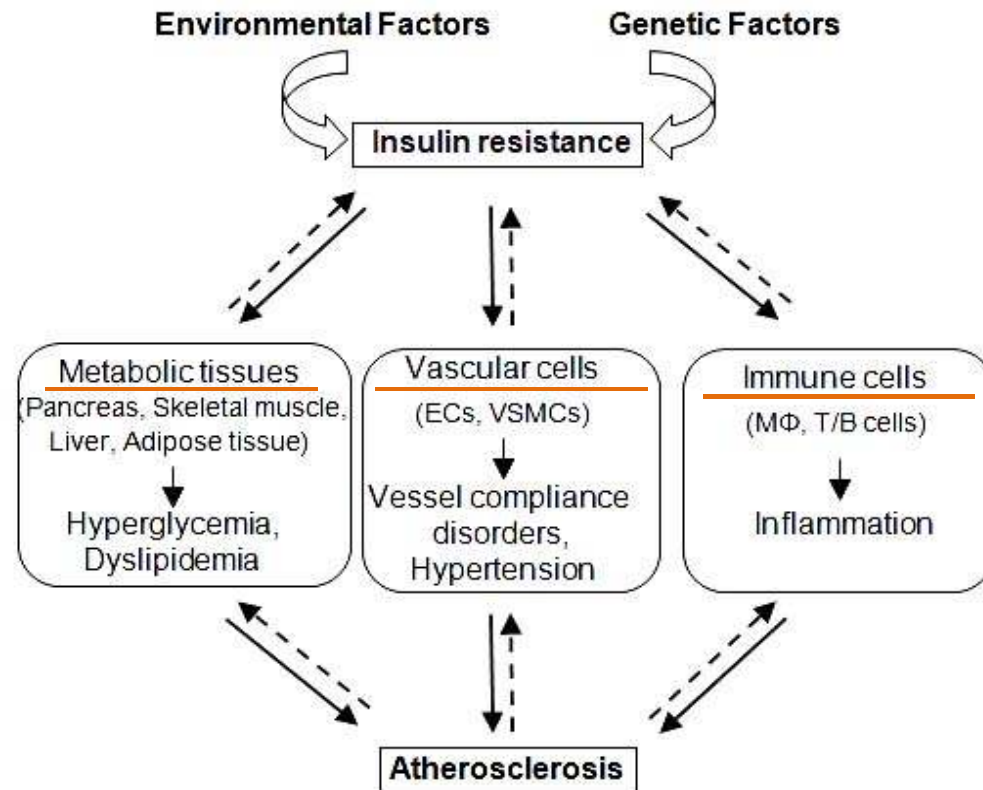 Environmental Factors
Genetic Factors
Insulin resistance
Metabolic tissues
(Pancreas, Skeletal muscle,
Liver, Adipose tissue)
Hyperglycemia,
Dyslipidemia
Vascular cells
(ECs, VSMCs)
Vessel compliance
disorders,
Hypertension
Immune cells
(MΦ, T/B cells)
Inflammation
Atherosclerosis